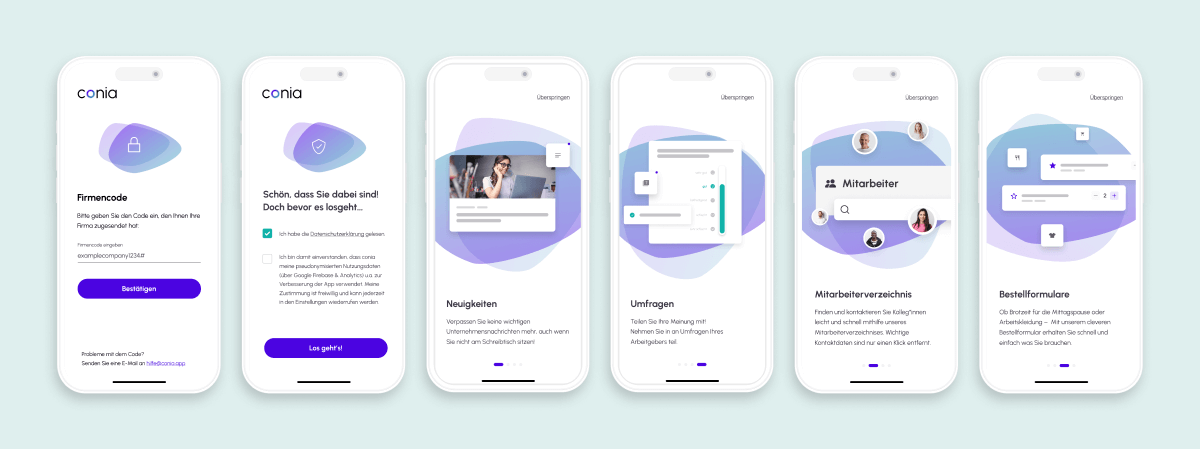 conia
Firmencode
Bitte geben Sie den Code ein, den Ihnen Ihre
Firma zugesendet hat:
Firmencode eingeben
examplecompany1234#
Bestätigen
Probleme mit dem Code?
Senden Sie eine E-Mail an hilfe@conia.app
conia
Schön, dass Sie dabei sind!
Doch bevor es losgeht...
Ich habe die Datenschutzerklärung gelesen.
Ich bin damit einverstanden, dass conia
meine pseudonymisierten Nutzungsdaten
(über Google Firebase & Analytics) u.a. zur
Verbesserung der App verwendet. Meine
Zustimmung ist freiwillig und kann jederzeit
in den Einstellungen wiederrufen werden
Los geht's!
Überspringen
Neuigkeiten
Verpassen Sie keine wichtigen
Unternehmensnachrichten mehr, auch wenn
Sie nicht am Schreibtisch sitzen!
Überspringen
Umfragen
Teilen Sie Ihre Meinung mit!
Nehmen Sie in an Umfragen Ihres
Arbeitgebers teil.
Überspringen
Mitarbeiter
Mitarbeiterverzeichnis
Finden und kontaktieren Sie Kolleg*innen
leicht und schnell mithilfe unseres
Mitarbeiterverzeichnises. Wichtige
Kontaktdaten sind nur einen Klick entfernt.
Überspringen
2
Bestellformulare
Ob Brotzeit für die Mittagspause oder
Arbeitskleidung – Mit unserem cleveren
Bestellformular erhalten Sie schnell und
einfach was Sie brauchen.